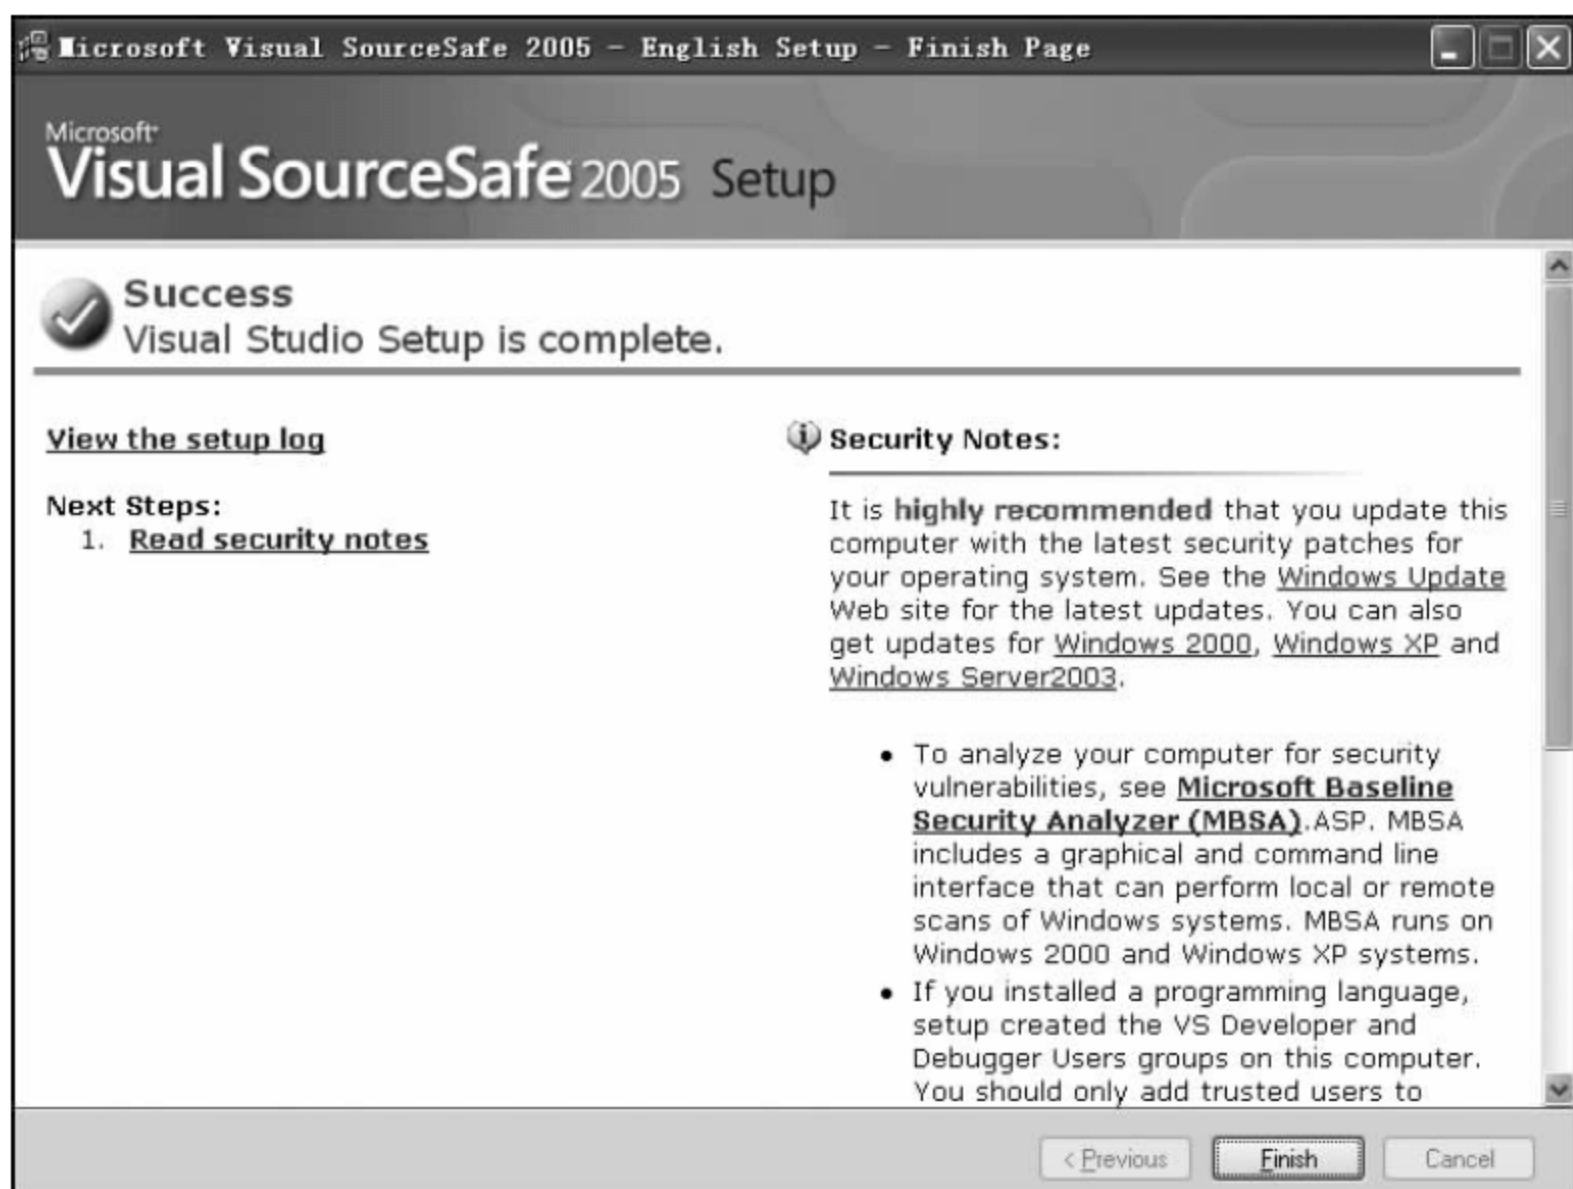 Microsoft Visual SourceSafe 2005 - English Setup - Finish Page
Microsoft
Visual SourceSafe 2005 Setup
Success
Visual Studio Setup is complete.
View the setup log
Next Steps:
1. Read security notes
Security Notes:
It is highly recommended that you update this
computer with the latest security patches for
your operating system. See the Windows Update
Web site for the latest updates. You can also
get updates for Windows 2000, Windows XP and
Windows Server2003.
• To analyze your computer for security
vulnerabilities, see Microsoft Baseline
Security Analyzer (MBSA).ASP. MBSA
includes a graphical and command line
interface that can perform local or remote
scans of Windows systems. MBSA runs on
Windows 2000 and Windows XP systems.
• If you installed a programming language,
setup created the VS Developer and
Debugger Users groups on this computer.
You should only add trusted users to
< Previous
Finish
Cancel